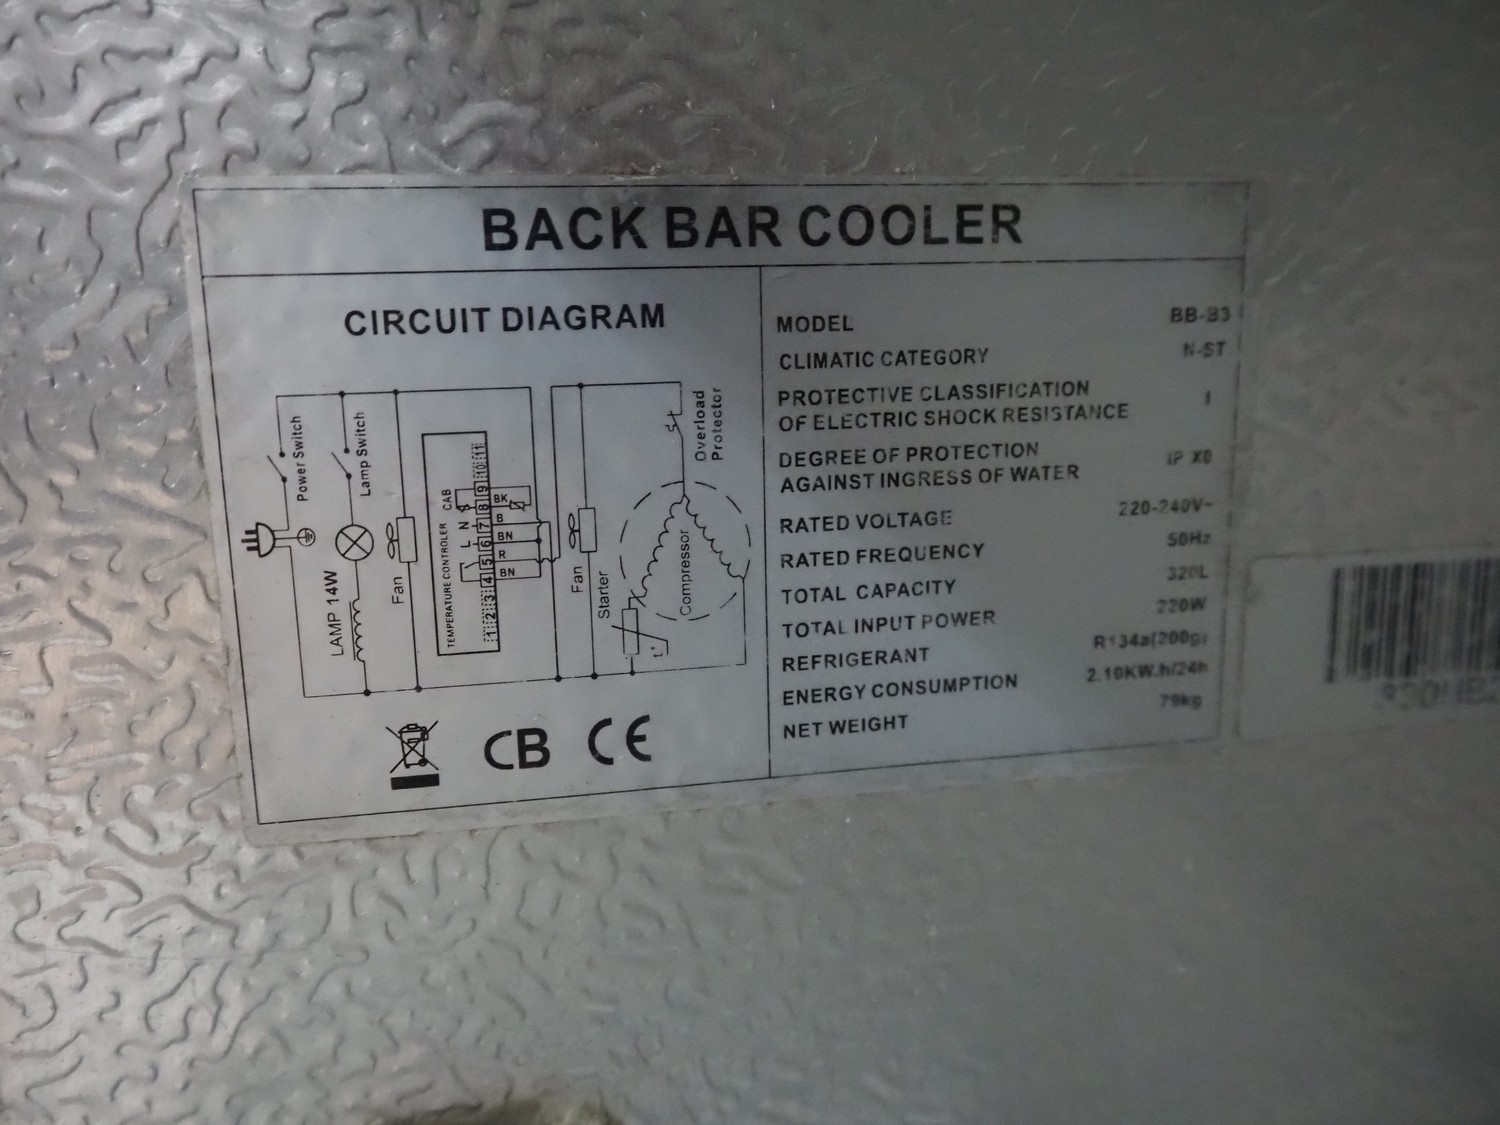 BACK BAR COOLER
CIRCUIT DIAGRAM
Power Switch
Lamp Switch
LAMP 14W
Fan
TEMPERATURE CONTROLER
CAB
L N
1 2 3 4 5 6 7 8 9 10 11
BK
B
BN
R
BN
Fan
Starter
Compressor
Overload
Protector
t°
CB CE
MODEL BB-B3
CLIMATIC CATEGORY N-ST
PROTECTIVE CLASSIFICATION
OF ELECTRIC SHOCK RESISTANCE I
DEGREE OF PROTECTION
AGAINST INGRESS OF WATER IP X0
RATED VOLTAGE 220-240V~
RATED FREQUENCY 50Hz
TOTAL CAPACITY 320L
TOTAL INPUT POWER 220W
REFRIGERANT R134a(200g)
ENERGY CONSUMPTION 2.10KW.h/24h
NET WEIGHT 79kg